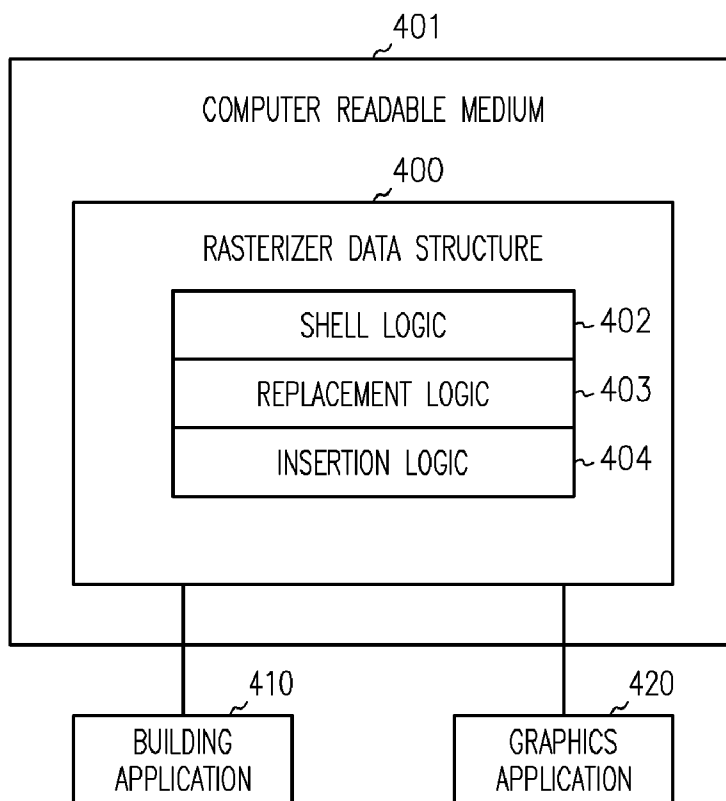 401
COMPUTER READABLE MEDIUM
400
RASTERIZER DATA STRUCTURE
SHELL LOGIC
402
REPLACEMENT LOGIC
403
INSERTION LOGIC
404
410
BUILDING
APPLICATION
420
GRAPHICS
APPLICATION